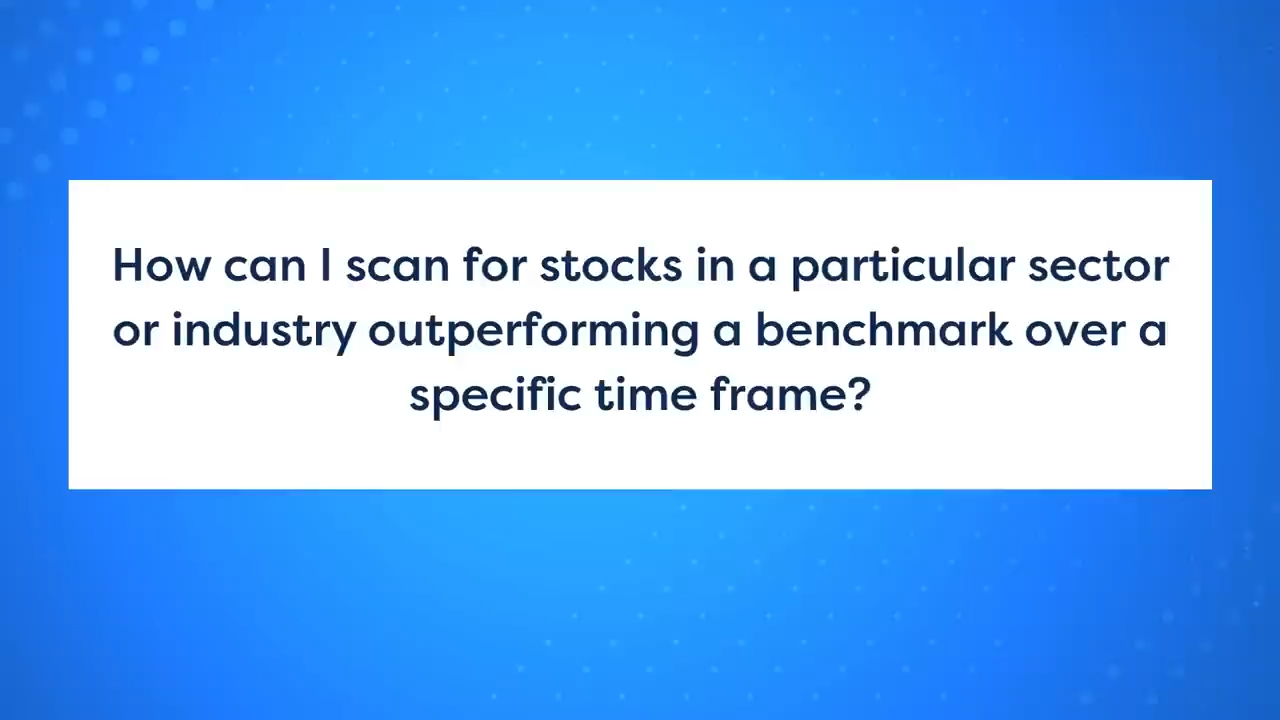 How can I scan for stocks in a particular sector
or industry outperforming a benchmark over a
specific time frame?